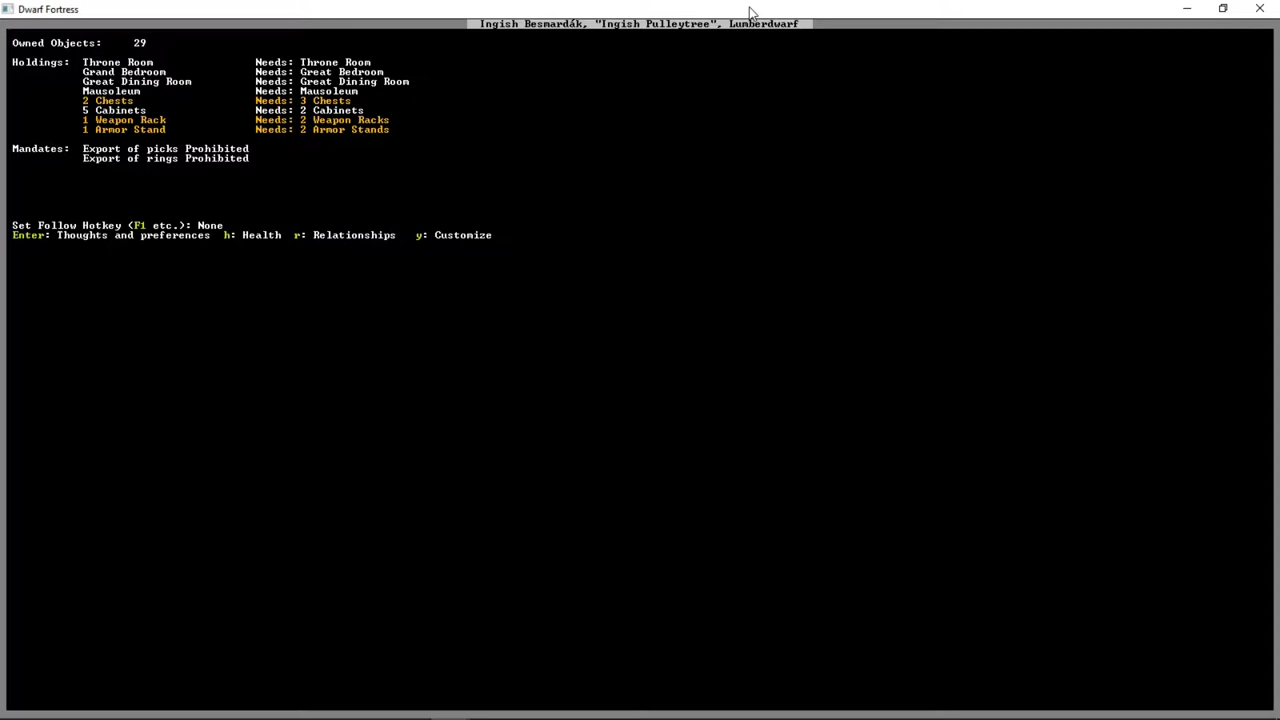 Dwarf Fortress
Ingish Besmardák, "Ingish Pulleytree", Lumberdwarf
Owned Objects: 29
Holdings: Throne Room Needs: Throne Room
Grand Bedroom Needs: Great Bedroom
Great Dining Room Needs: Great Dining Room
Mausoleum Needs: Mausoleum
2 Chests Needs: 3 Chests
5 Cabinets Needs: 2 Cabinets
1 Weapon Rack Needs: 2 Weapon Racks
1 Armor Stand Needs: 2 Armor Stands
Mandates: Export of picks Prohibited
Export of rings Prohibited
Set Follow Hotkey (F1 etc.): None
Enter: Thoughts and preferences h: Health r: Relationships y: Customize